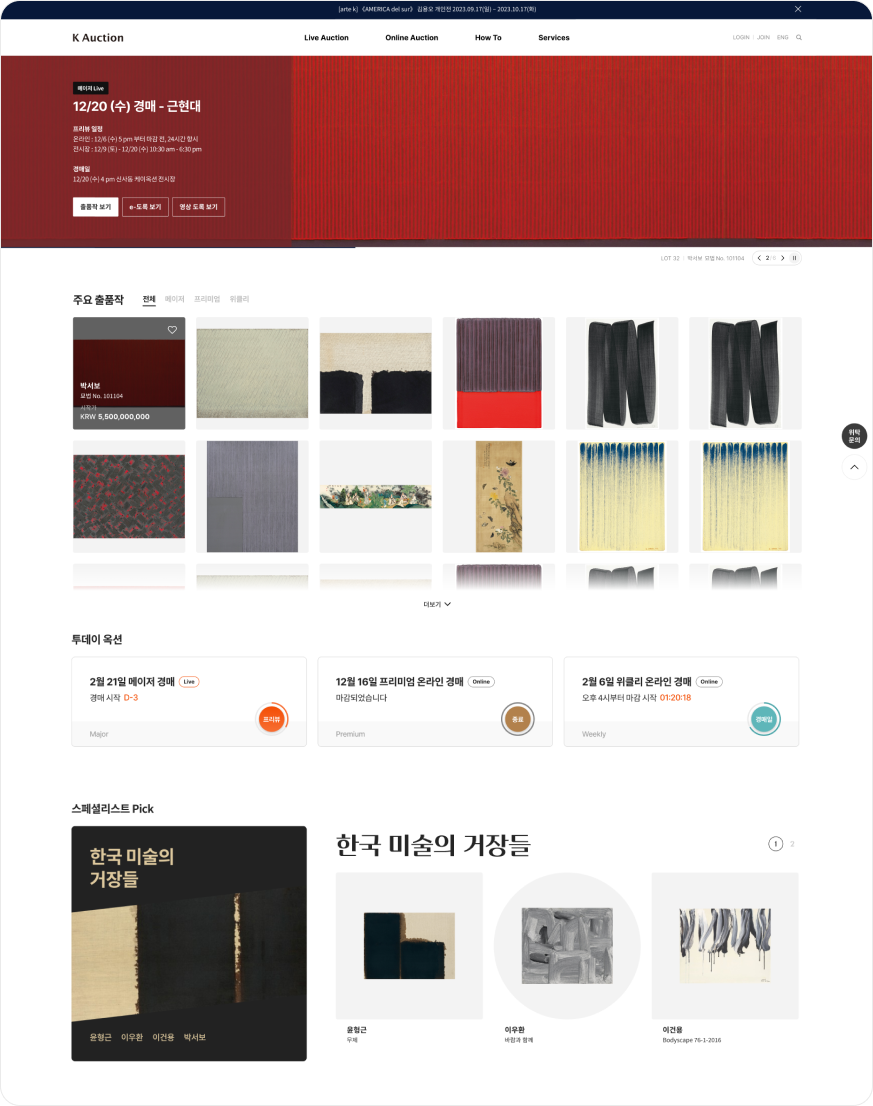 [arte k] 《AMERICA del sur》 김용오 개인전 2023.09.17(일) – 2023.10.17(화)
K Auction
Live Auction
Online Auction
How To
Services
LOGIN
JOIN
ENG
메이저 Live
12/20 (수) 경매 - 근현대
프리뷰 일정
온라인 : 12/6 (수) 5 pm 부터 마감 전, 24시간 항시
전시장 : 12/9 (토) - 12/20 (수) 10:30 am - 6:30 pm
경매일
12/20 (수) 4 pm 신사동 케이옥션 전시장
출품작 보기
e-도록 보기
영상 도록 보기
LOT 32
박서보 묘법 No. 101104
2
주요 출품작
전체
메이저
프리미엄
위클리
박서보
묘법 No. 101104
시작가
KRW 5,500,000,000
위탁
문의
더보기
투데이 옥션
2월 21일 메이저 경매 Live
경매 시작 D-3
프리뷰
Major
12월 16일 프리미엄 온라인 경매 Online
마감되었습니다
종료
Premium
2월 6일 위클리 온라인 경매 Online
오후 4시부터 마감 시작 01:20:18
경매일
Weekly
스페셜리스트 Pick
한국 미술의
거장들
윤형근 이우환 이건용 박서보
한국 미술의 거장들
1 2
윤형근
무제
이우환
바람과 함께
이건용
Bodyscape 76-1-2016